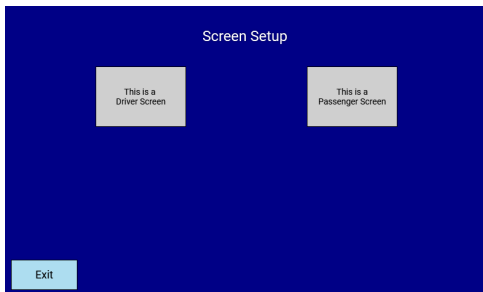 Screen Setup
This is a
Driver Screen
This is a
Passenger Screen
Exit